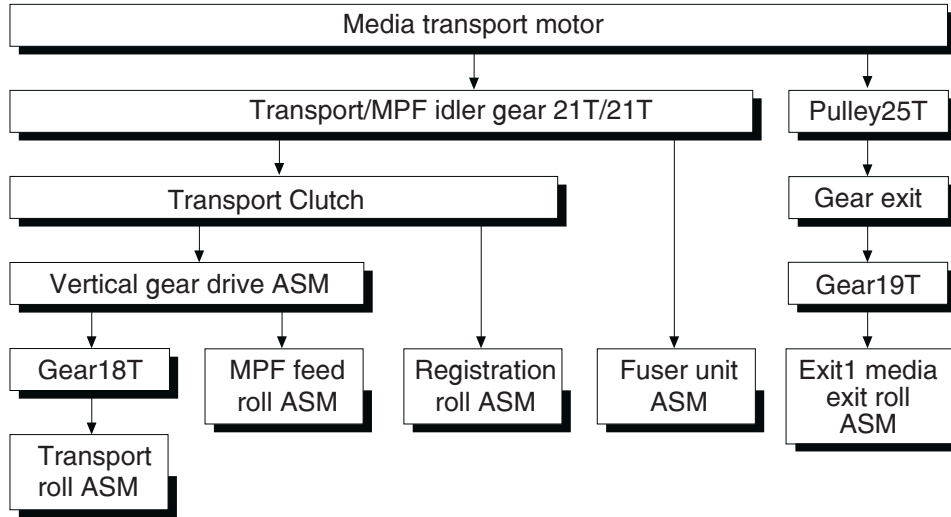 Media transport motor
Transport/MPF idler gear 21T/21T
Pulley25T
Transport Clutch
Gear exit
Vertical gear drive ASM
Gear19T
Gear18T
MPF feed
roll ASM
Registration
roll ASM
Fuser unit
ASM
Exit1 media
exit roll
ASM
Transport
roll ASM